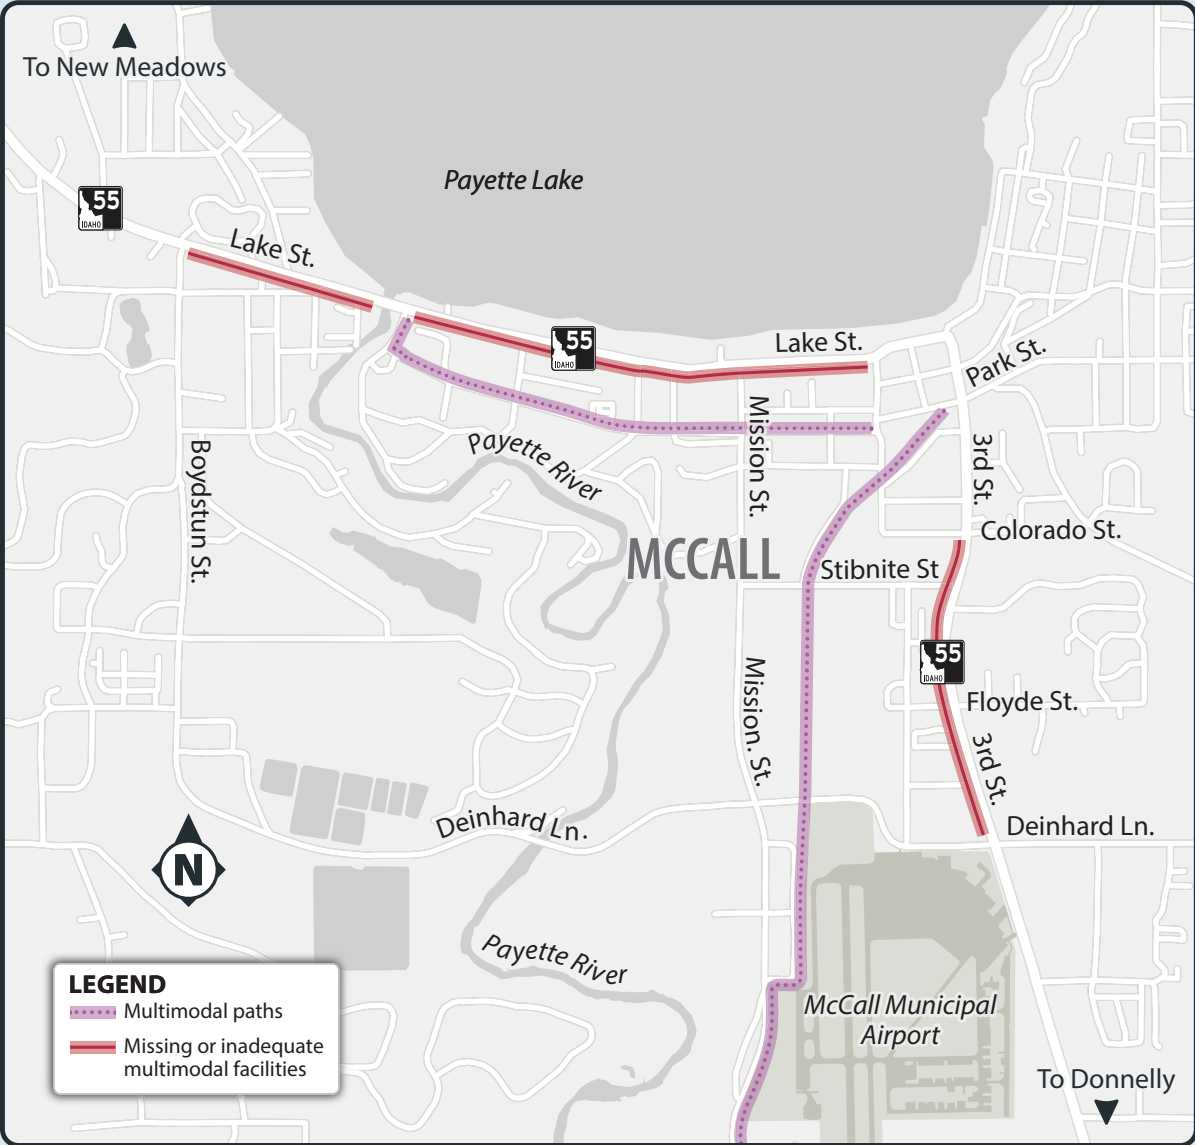 To New Meadows
55
IDAHO
Payette Lake
Lake St.
55
IDAHO
Lake St.
Park St.
Mission St.
3rd St.
Payette River
Boydstun St.
Colorado St.
MCCALL
Stibnite St
55
IDAHO
Mission. St.
Floyde St.
3rd St.
Deinhard Ln.
Deinhard Ln.
N
Payette River
LEGEND
Multimodal paths
Missing or inadequate
multimodal facilities
McCall Municipal
Airport
To Donnelly